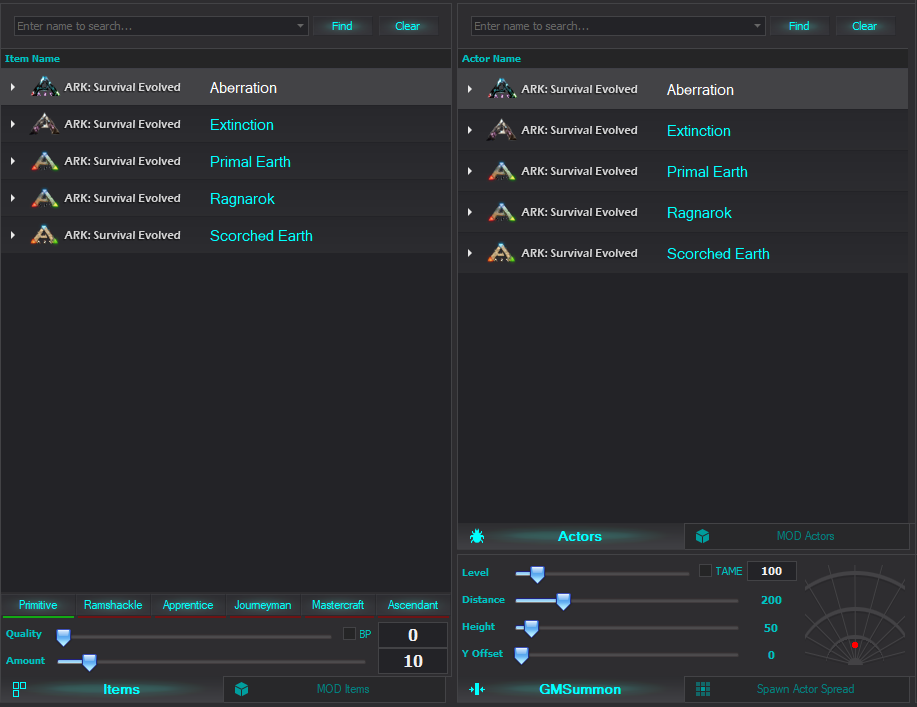 Enter name to search...
Find
Clear
Item Name
ARK: Survival Evolved Aberration
ARK: Survival Evolved Extinction
ARK: Survival Evolved Primal Earth
ARK: Survival Evolved Ragnarok
ARK: Survival Evolved Scorched Earth
Primitive Ramshackle Apprentice Journeyman Mastercraft Ascendant
Quality BP 0
Amount 10
Items MOD Items
Enter name to search...
Find
Clear
Actor Name
ARK: Survival Evolved Aberration
ARK: Survival Evolved Extinction
ARK: Survival Evolved Primal Earth
ARK: Survival Evolved Ragnarok
ARK: Survival Evolved Scorched Earth
Actors MOD Actors
Level TAME 100
Distance 200
Height 50
Y Offset 0
GMSummon Spawn Actor Spread